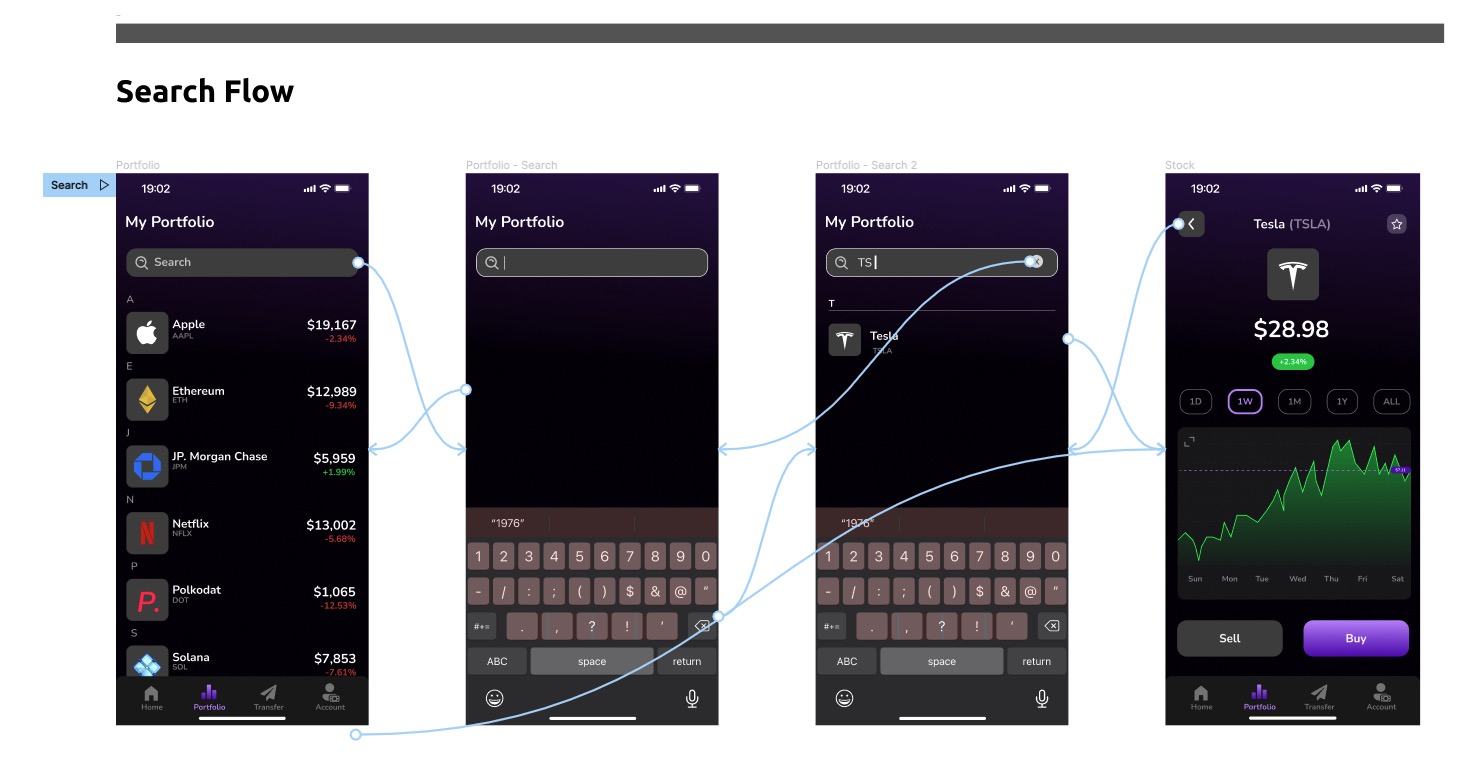 Search Flow
Portfolio
Portfolio - Search
Portfolio - Search 2
Stock
Search
19:02
My Portfolio
Search
A
Apple
$19,167
AAPL
-2.34%
E
Ethereum
$12,989
ETH
-9.34%
J
JP. Morgan Chase
$5,959
JPM
+1.99%
N
Netflix
$13,002
NFLX
-5.68%
P
Polkodat
$1,065
DOT
-12.53%
S
Solana
$7,853
SOL
-7.61%
Home Portfolio Transfer Account
19:02
My Portfolio
"1976"
1 2 3 4 5 6 7 8 9 0
- / : ; ( ) $ & @ "
#+= . , ? ! '
ABC space return
19:02
My Portfolio
TS
T
Tesla
TSLA
"1976"
1 2 3 4 5 6 7 8 9 0
- / : ; ( ) $ & @ "
#+= . , ? ! '
ABC space return
19:02
Tesla (TSLA)
$28.98
+2.34%
1D 1W 1M 1Y ALL
Sun Mon Tue Wed Thu Fri Sat
Sell Buy
Home Portfolio Transfer Account